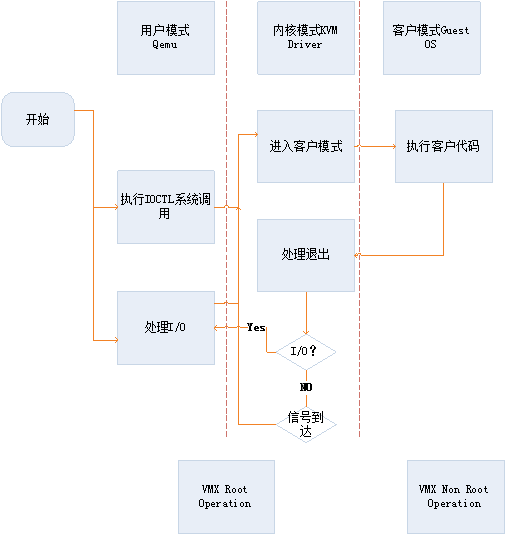 用户模式
Qemu
内核模式KVM
Driver
客户模式Guest
OS
开始
进入客户模式
执行客户代码
执行IOCTL系统调
用
处理退出
处理I/O
Yes
I/O?
NO
信号到
达
VMX Root
Operation
VMX Non Root
Operation